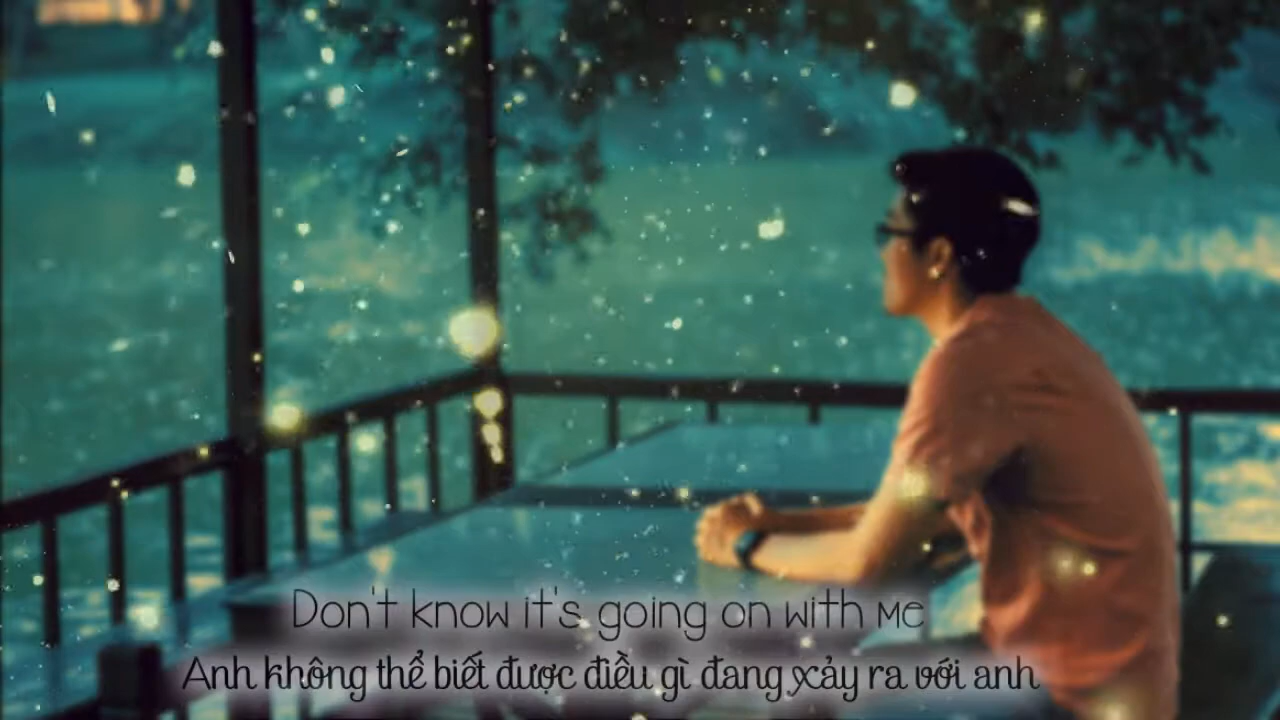 Don't know it's going on with me
Anh không thể biết được điều gì đang xảy ra với anh